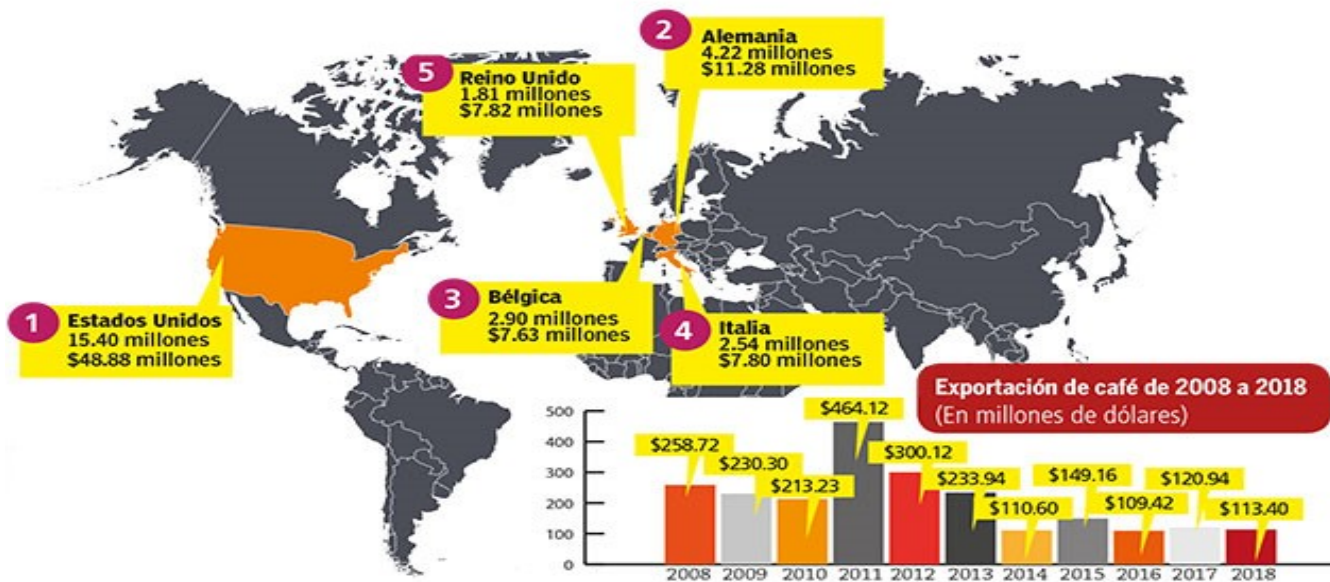 2
Alemania
4.22 millones
$11.28 millones
5
Reino Unido
1.81 millones
$7.82 millones
1
Estados Unidos
15.40 millones
$48.88 millones
3
Bélgica
2.90 millones
$7.63 millones
4
Italia
2.54 millones
$7.80 millones
Exportación de café de 2008 a 2018
(En millones de dólares)
500
400
300
200
100
0
$258.72
$230.30
$213.23
$464.12
$300.12
$233.94
$110.60
$149.16
$109.42
$120.94
$113.40
2008 2009 2010 2011 2012 2013 2014 2015 2016 2017 2018